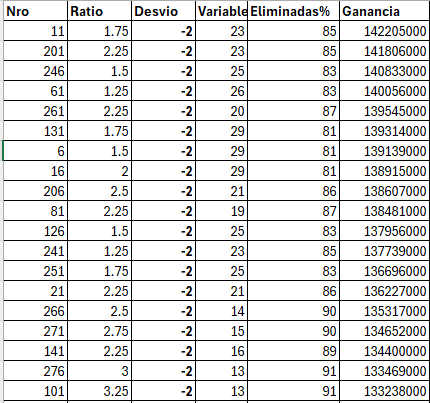 Nro Ratio Desvio Variable Eliminadas% Ganancia
11 1.75 -2 23 85 142205000
201 2.25 -2 23 85 141806000
246 1.5 -2 25 83 140833000
61 1.25 -2 26 83 140056000
261 2.25 -2 20 87 139545000
131 1.75 -2 29 81 139314000
6 1.5 -2 29 81 139139000
16 2 -2 29 81 138915000
206 2.5 -2 21 86 138607000
81 2.25 -2 19 87 138481000
126 1.5 -2 25 83 137956000
241 1.25 -2 23 85 137739000
251 1.75 -2 25 83 136696000
21 2.25 -2 21 86 136227000
266 2.5 -2 14 90 135317000
271 2.75 -2 15 90 134652000
141 2.25 -2 16 89 134400000
276 3 -2 13 91 133469000
101 3.25 -2 13 91 133238000